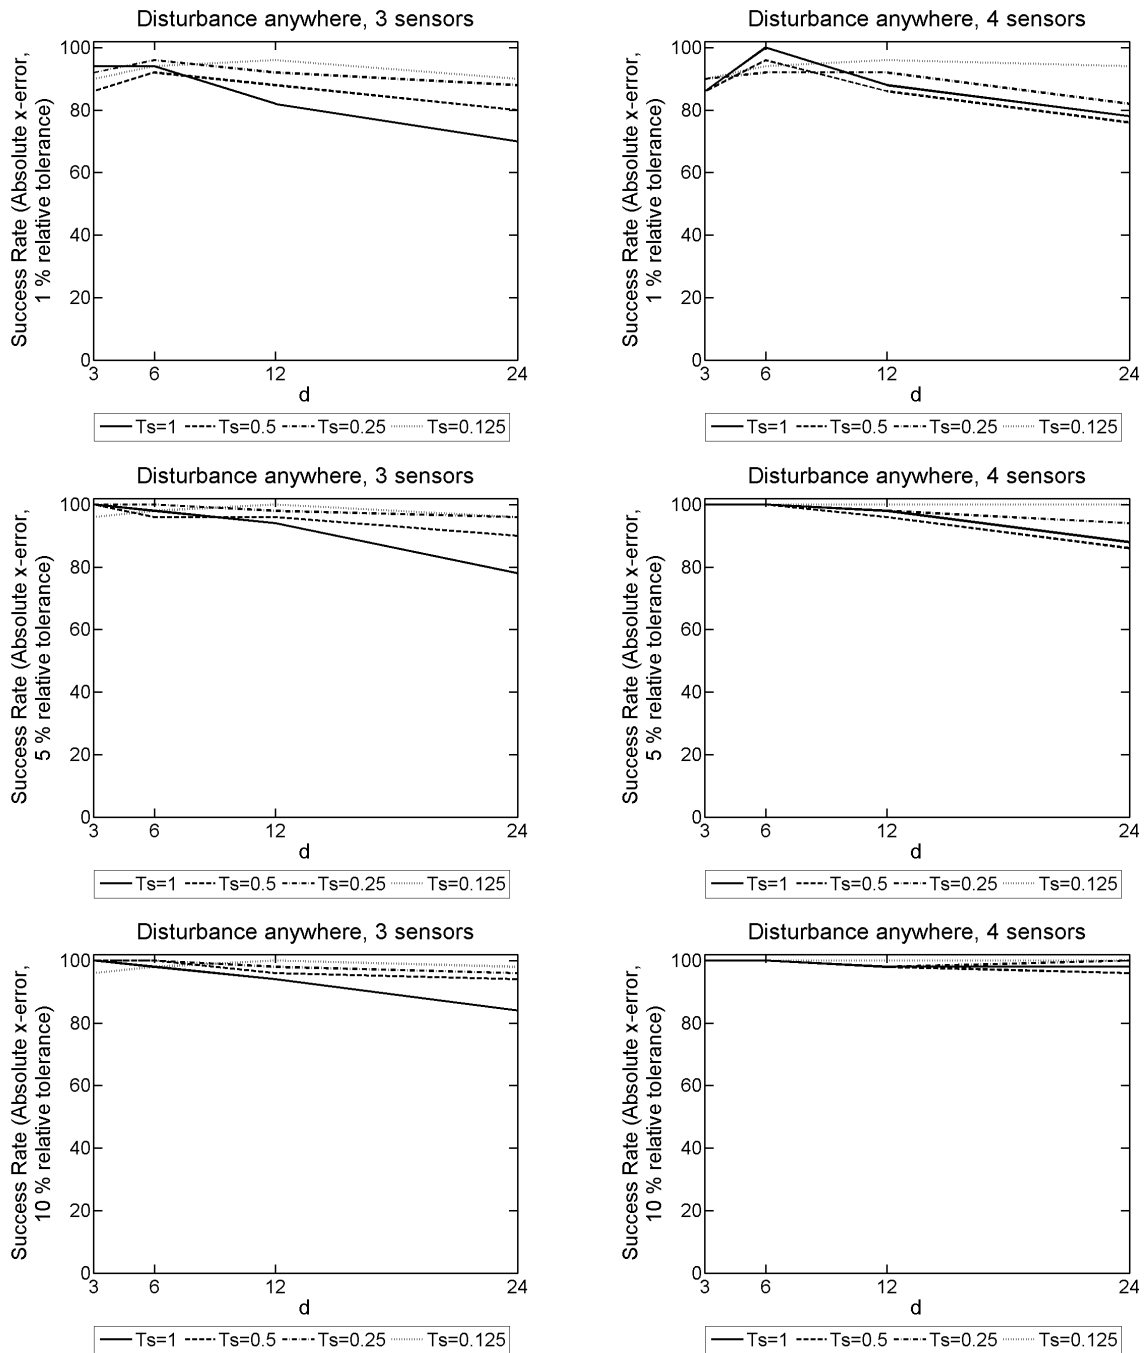 Disturbance anywhere, 3 sensors
Success Rate (Absolute x-error,
1 % relative tolerance)
100
80
60
40
20
0
3 6 12 24
d
Ts=1 Ts=0.5 Ts=0.25 Ts=0.125
Disturbance anywhere, 4 sensors
Success Rate (Absolute x-error,
1 % relative tolerance)
100
80
60
40
20
0
3 6 12 24
d
Ts=1 Ts=0.5 Ts=0.25 Ts=0.125
Disturbance anywhere, 3 sensors
Success Rate (Absolute x-error,
5 % relative tolerance)
100
80
60
40
20
0
3 6 12 24
d
Ts=1 Ts=0.5 Ts=0.25 Ts=0.125
Disturbance anywhere, 4 sensors
Success Rate (Absolute x-error,
5 % relative tolerance)
100
80
60
40
20
0
3 6 12 24
d
Ts=1 Ts=0.5 Ts=0.25 Ts=0.125
Disturbance anywhere, 3 sensors
Success Rate (Absolute x-error,
10 % relative tolerance)
100
80
60
40
20
0
3 6 12 24
d
Ts=1 Ts=0.5 Ts=0.25 Ts=0.125
Disturbance anywhere, 4 sensors
Success Rate (Absolute x-error,
10 % relative tolerance)
100
80
60
40
20
0
3 6 12 24
d
Ts=1 Ts=0.5 Ts=0.25 Ts=0.125